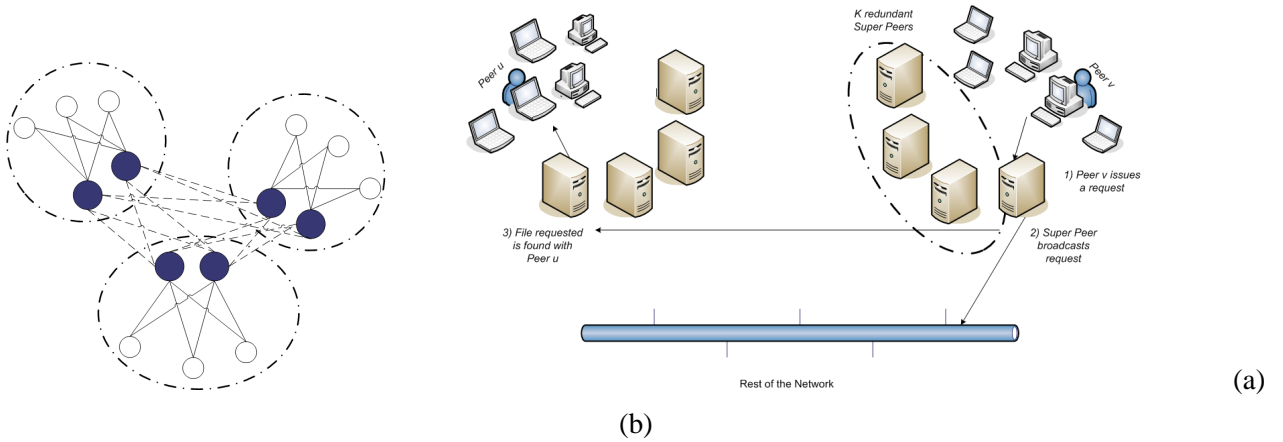 K redundant
Super Peers
Peer u
Peer v
1) Peer v issues
a request
3) File requested
is found with
Peer u
2) Super Peer
broadcasts
request
Rest of the Network
(a)
(b)